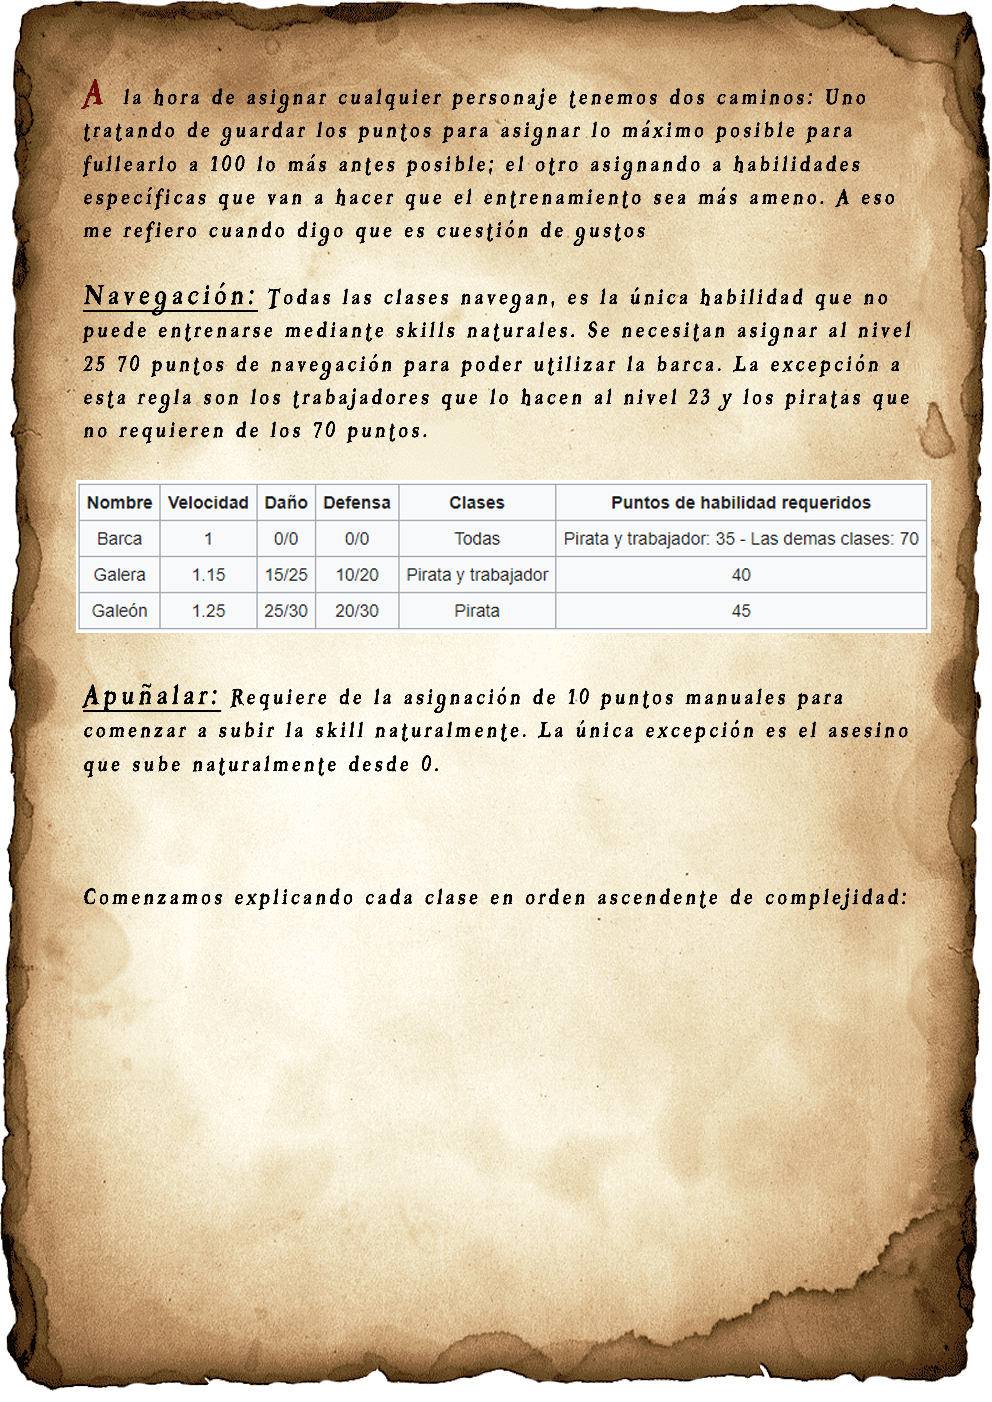 A la hora de asignar cualquier personaje tenemos dos caminos: Uno
tratando de guardar los puntos para asignar lo máximo posible para
fullearlo a 100 lo más antes posible; el otro asignando a habilidades
específicas que van a hacer que el entrenamiento sea más ameno. A eso
me refiero cuando digo que es cuestión de gustos
Navegación: Todas las clases navegan, es la única habilidad que no
puede entrenarse mediante skills naturales. Se necesitan asignar al nivel
25 70 puntos de navegación para poder utilizar la barca. La excepción a
esta regla son los trabajadores que lo hacen al nivel 23 y los piratas que
no requieren de los 70 puntos.
Nombre Velocidad Daño Defensa Clases Puntos de habilidad requeridos
Barca 1 0/0 0/0 Todas Pirata y trabajador: 35 - Las demas clases: 70
Galera 1.15 15/25 10/20 Pirata y trabajador 40
Galeón 1.25 25/30 20/30 Pirata 45
Apuñalar: Requiere de la asignación de 10 puntos manuales para
comenzar a subir la skill naturalmente. La única excepción es el asesino
que sube naturalmente desde 0.
Comenzamos explicando cada clase en orden ascendente de complejidad: